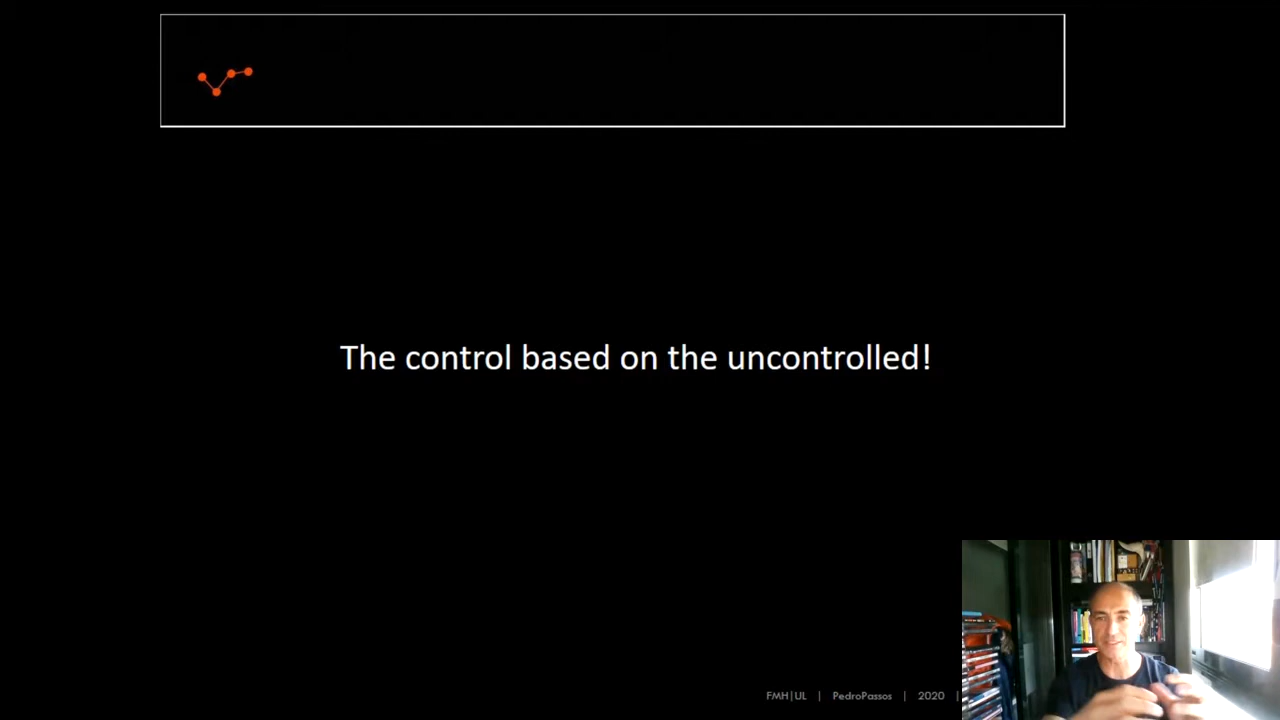 The control based on the uncontrolled!
FMH|UL | PedroPassos | 2020 |